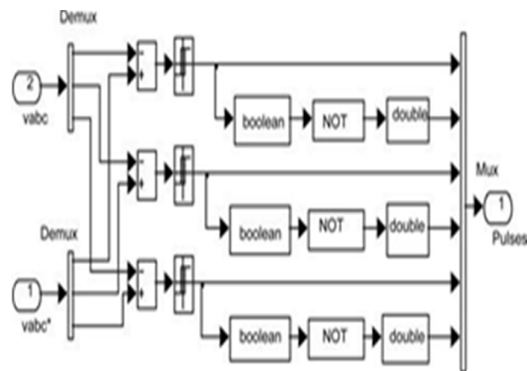 Demux
2
vabc
boolean NOT double
Mux
1
Pulses
boolean NOT double
Demux
1
vabc*
boolean NOT double